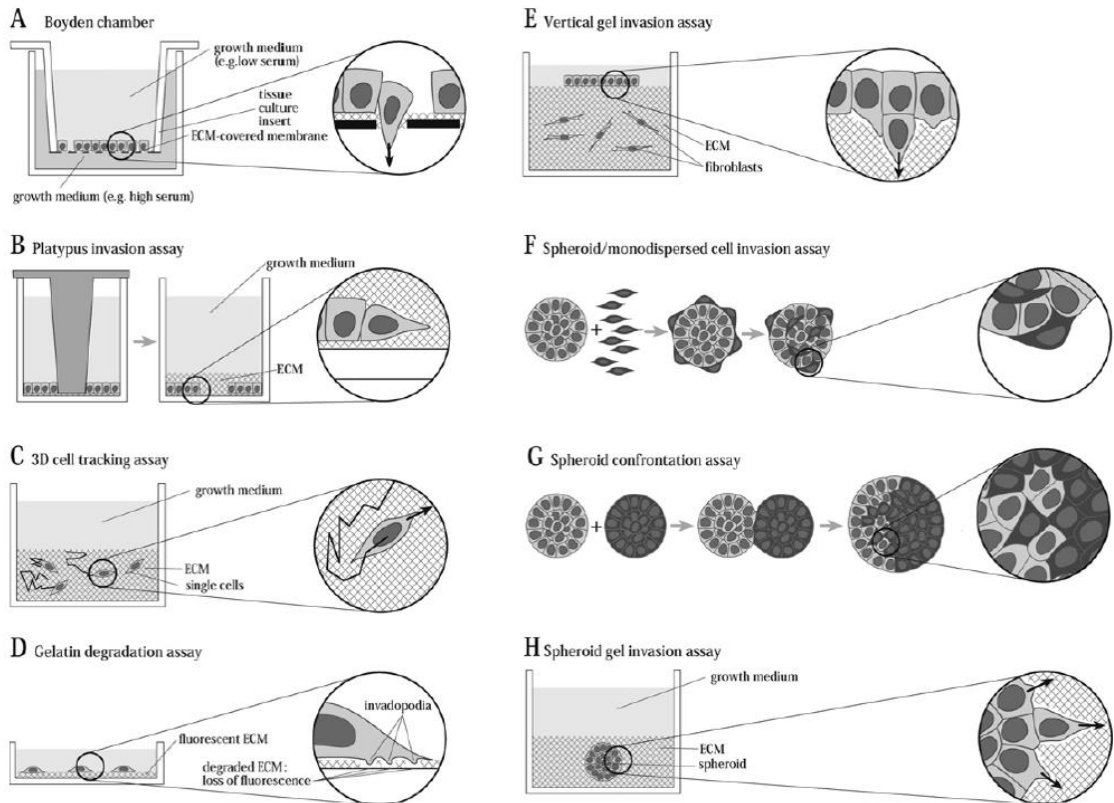 A Boyden chamber
growth medium
(e.g.low serum)
tissue
culture
insert
ECM-covered membrane
growth medium (e.g. high serum)
B Platypus invasion assay
growth medium
ECM
C 3D cell tracking assay
growth medium
ECM
single cells
D Gelatin degradation assay
invadopodia
fluorescent ECM
degraded ECM:
loss of fluorescence
E Vertical gel invasion assay
ECM
fibroblasts
F Spheroid/monodispersed cell invasion assay
+
G Spheroid confrontation assay
+
H Spheroid gel invasion assay
growth medium
ECM
spheroid